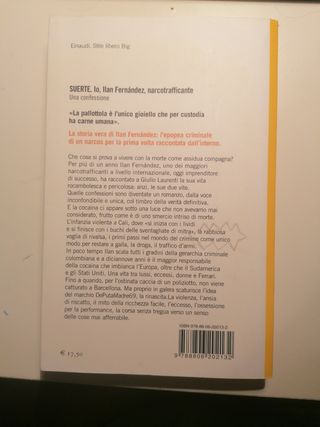 Einaudi. Stile libero Big
SUERTE. Io, Ilan Fernández, narcotrafficante
Una confessione
«La pallottola è l'unico gioiello che per custodia
ha carne umana».
La storia vera di Ilan Fernández: l'epopea criminale
di un narcos per la prima volta raccontata dall'interno.
Che cosa si prova a vivere con la morte come assidua compagna?
Per piú di un anno Ilan Fernández, uno dei maggiori
narcotrafficanti a livello internazionale, oggi imprenditore
di successo, ha raccontato a Giulio Laurenti la sua vita
rocambolesca e pericolosa: anzi, le sue due vite.
Quelle confessioni sono diventate un romanzo, dalla voce
inconfondibile e unica, col timbro della verità definitiva.
E la cocaina ci appare sotto una luce che non avevamo mai
considerato, frutto come è di uno smercio intriso di morte.
L'infanzia violenta a Cali, dove «si inizia con i lividi
e si finisce con i buchi delle sventagliate di mitra», la rabbiosa
voglia di rivalsa, i primi passi nel mondo del crimine come unico
modo per restare a galla, la droga, il traffico d'armi.
In poco tempo Ilan scala tutti i gradini della gerarchia criminale
colombiana e a diciannove anni è il maggior responsabile
della cocaina che imbianca l'Europa, oltre che il Sudamerica
e gli Stati Uniti. Una vita tra lussi, eccessi, donne e Ferrari.
Fino a quando, per l'ostinata caccia di un poliziotto, non viene
catturato a Barcellona. Ma proprio in galera scaturisce l'idea
del marchio DePutaMadre69, la rinascita. La violenza, l'ansia
di riscatto, il mito della ricchezza facile, l'eccesso, l'ossessione
per la performance, la corsa senza tregua verso un senso
delle cose mai afferrabile.
€ 17,50
ISBN 978-88-06-20213-2
9 788806 202132